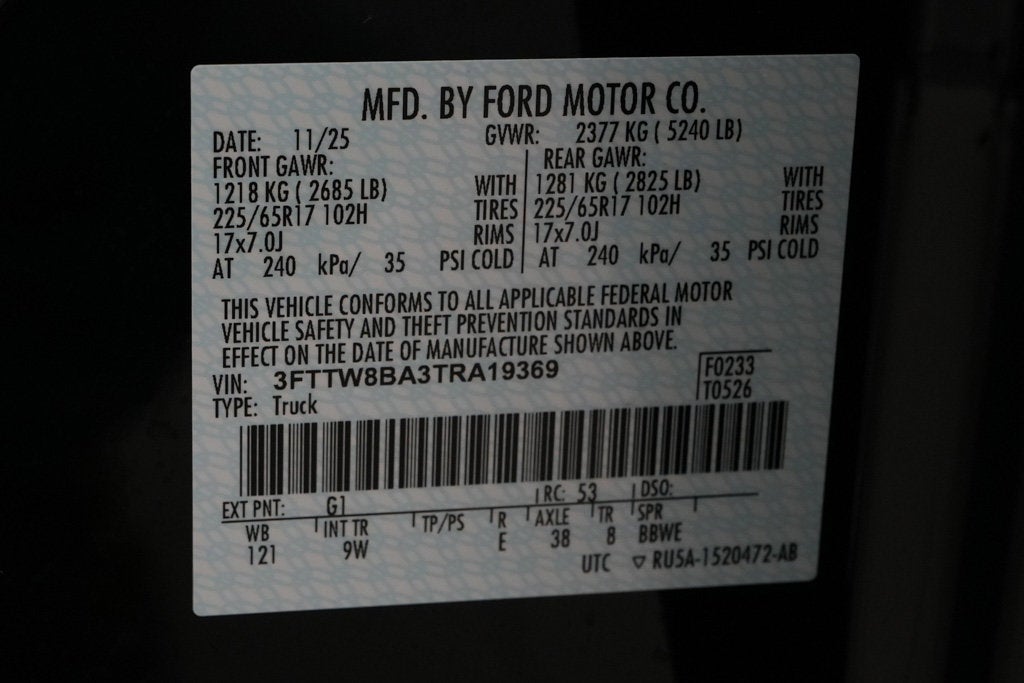 MFD. BY FORD MOTOR CO.
DATE: 11/25 GVWR: 2377 KG ( 5240 LB)
FRONT GAWR: REAR GAWR:
1218 KG ( 2685 LB) WITH 1281 KG ( 2825 LB) WITH
225/65R17 102H TIRES 225/65R17 102H TIRES
17x7.0J RIMS 17x7.0J RIMS
AT 240 kPa/ 35 PSI COLD AT 240 kPa/ 35 PSI COLD
THIS VEHICLE CONFORMS TO ALL APPLICABLE FEDERAL MOTOR
VEHICLE SAFETY AND THEFT PREVENTION STANDARDS IN
EFFECT ON THE DATE OF MANUFACTURE SHOWN ABOVE.
VIN: 3FTTW8BA3TRA19369 F0233
TYPE: Truck T0526
EXT PNT: G1 RC: 53 DSO:
WB INT TR TP/PS R AXLE TR SPR
121 9W E 38 8 BBWE
UTC ▽ RUSA-1520472-AB